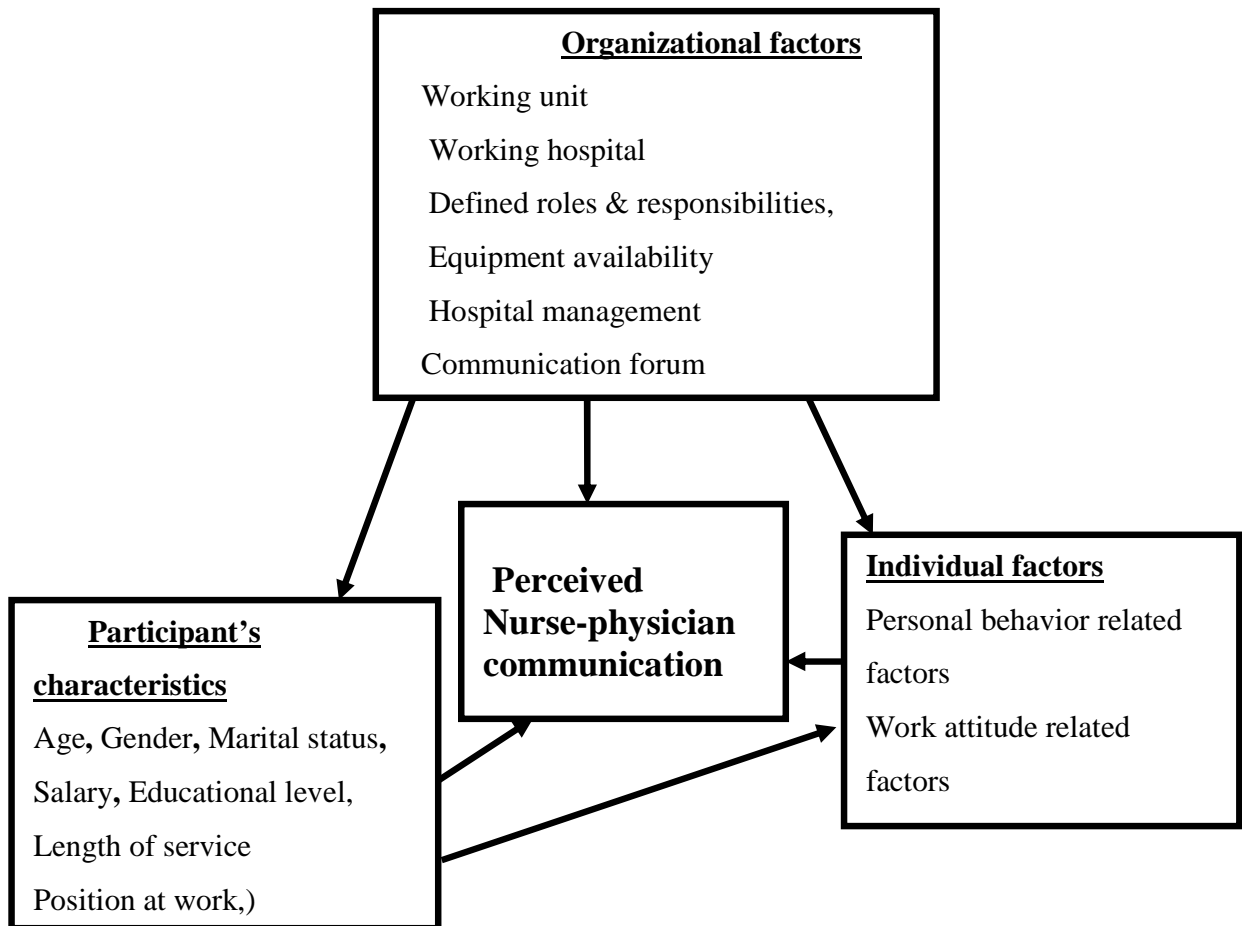 Organizational factors
Working unit
Working hospital
Defined roles & responsibilities,
Equipment availability
Hospital management
Communication forum
Perceived
Nurse-physician
communication
Individual factors
Personal behavior related
factors
Work attitude related
factors
Participant’s
characteristics
Age, Gender, Marital status,
Salary, Educational level,
Length of service
Position at work,)